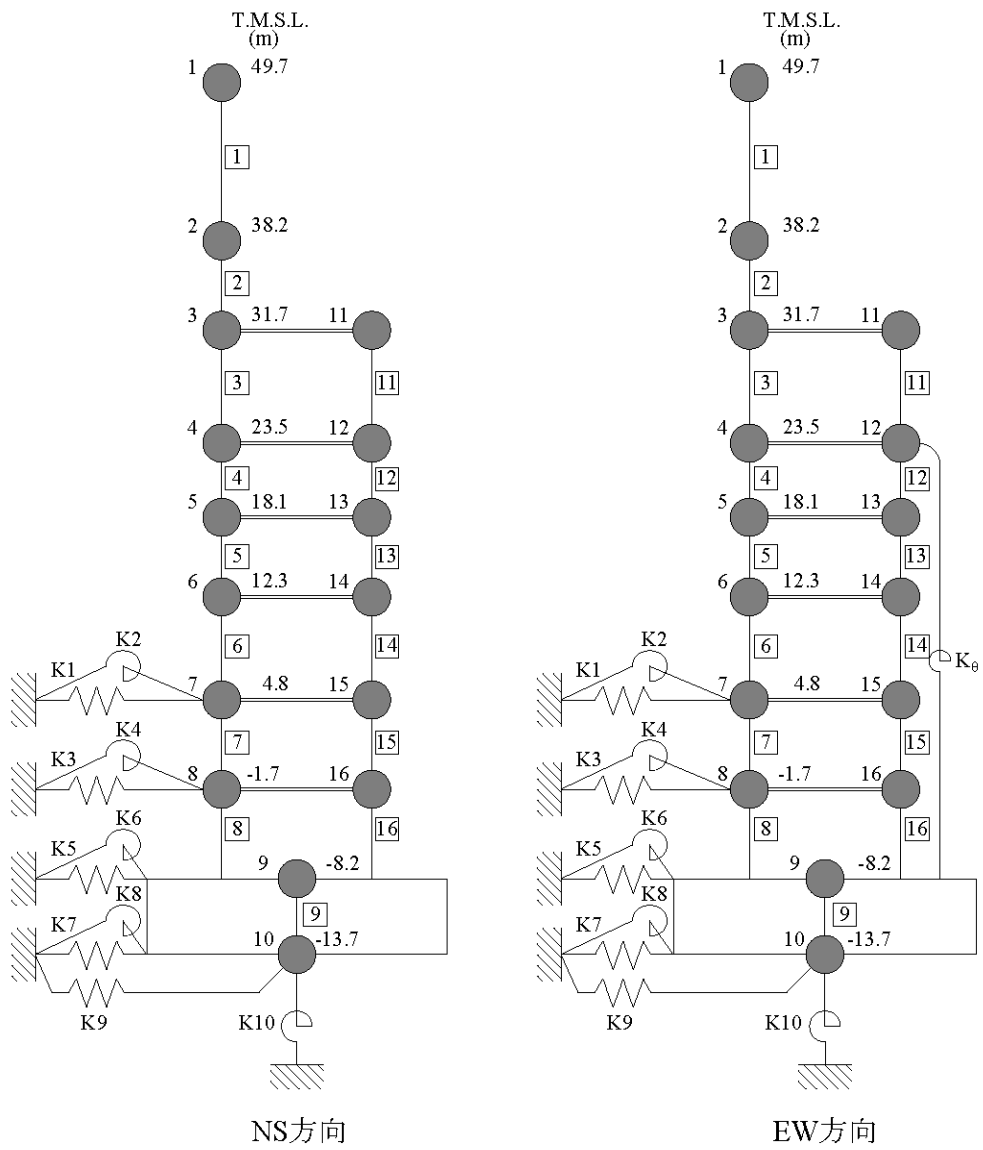 T.M.S.L.
(m)
1 49.7
1
2 38.2
2
3 31.7 11
3 11
4 23.5 12
4 12
5 18.1 13
5 13
6 12.3 14
6 14
K2
K1
7 4.8 15
7 15
K4
K3
8 -1.7 16
8 16
K6
K5
9 -8.2
K8
9
K7
10 -13.7
K9
K10
NS方向
T.M.S.L.
(m)
1 49.7
1
2 38.2
2
3 31.7 11
3 11
4 23.5 12
4 12
5 18.1 13
5 13
6 12.3 14
6 14
Kθ
K2
K1
7 4.8 15
7 15
K4
K3
8 -1.7 16
8 16
K6
K5
9 -8.2
K8
9
K7
10 -13.7
K9
K10
EW方向